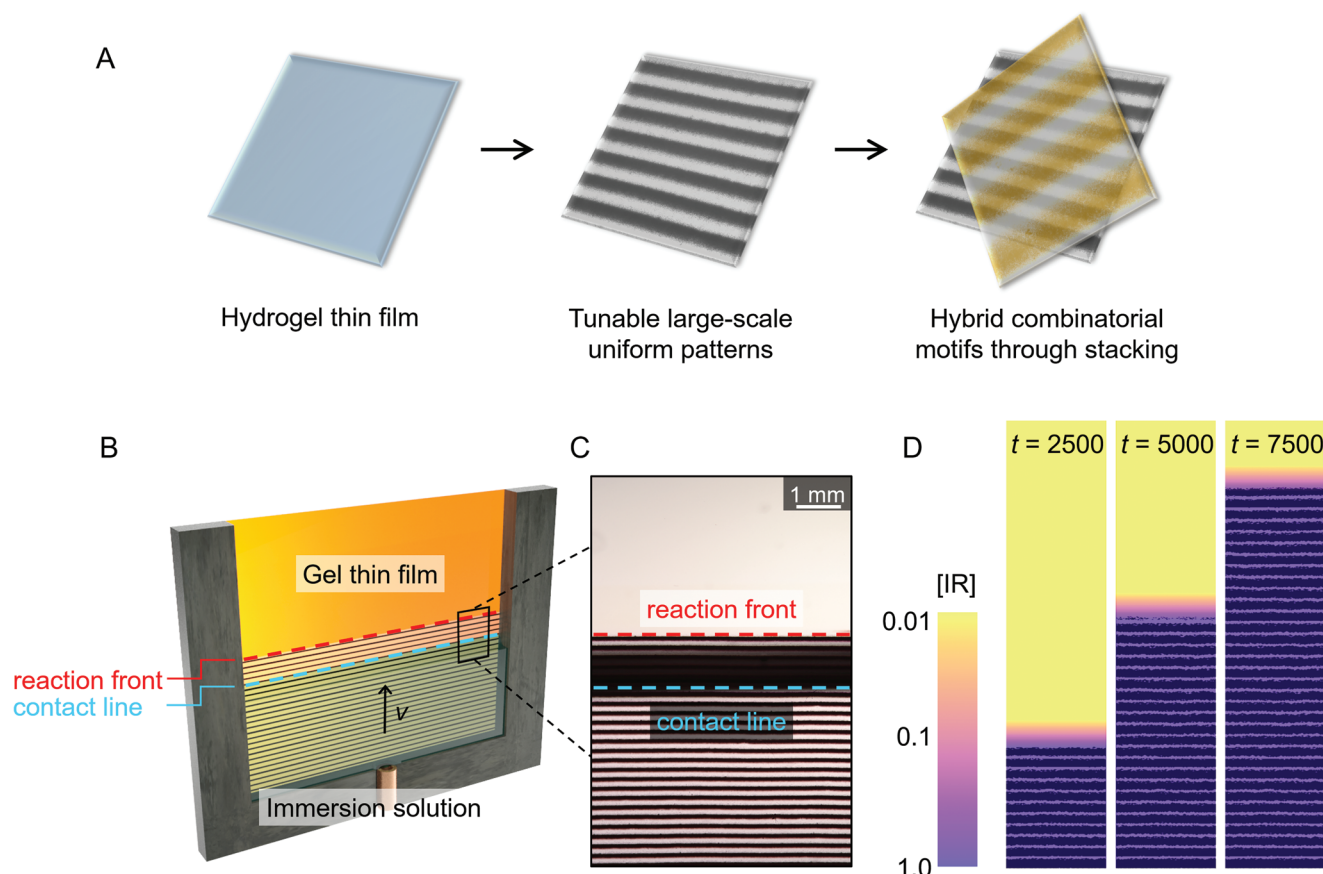 A
Hydrogel thin film
Tunable large-scale
uniform patterns
Hybrid combinatorial
motifs through stacking
B
Gel thin film
reaction front
contact line
v
Immersion solution
C
1 mm
reaction front
contact line
D
t = 2500
t = 5000
t = 7500
[IR]
0.01
0.1
1.0